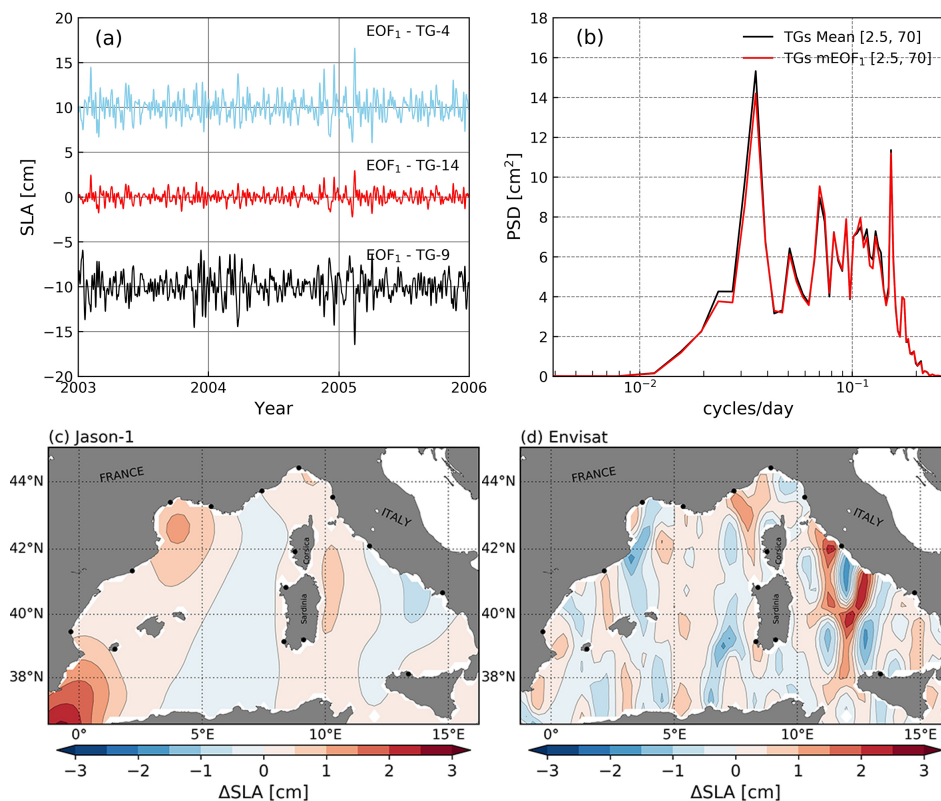 (a)
EOF₁ - TG-4
EOF₁ - TG-14
EOF₁ - TG-9
20
15
10
5
0
−5
−10
−15
−20
SLA [cm]
2003
2004
2005
2006
Year
(b)
TGs Mean [2.5, 70]
TGs mEOF₁ [2.5, 70]
18
16
14
12
10
8
6
4
2
0
PSD [cm²]
10⁻²
10⁻¹
cycles/day
(c) Jason-1
FRANCE
ITALY
Corsica
Sardinia
44°N
42°N
40°N
38°N
0°
5°E
10°E
15°E
−3
−2
−1
0
1
2
3
ΔSLA [cm]
(d) Envisat
FRANCE
ITALY
Corsica
Sardinia
44°N
42°N
40°N
38°N
0°
5°E
10°E
15°E
−3
−2
−1
0
1
2
3
ΔSLA [cm]